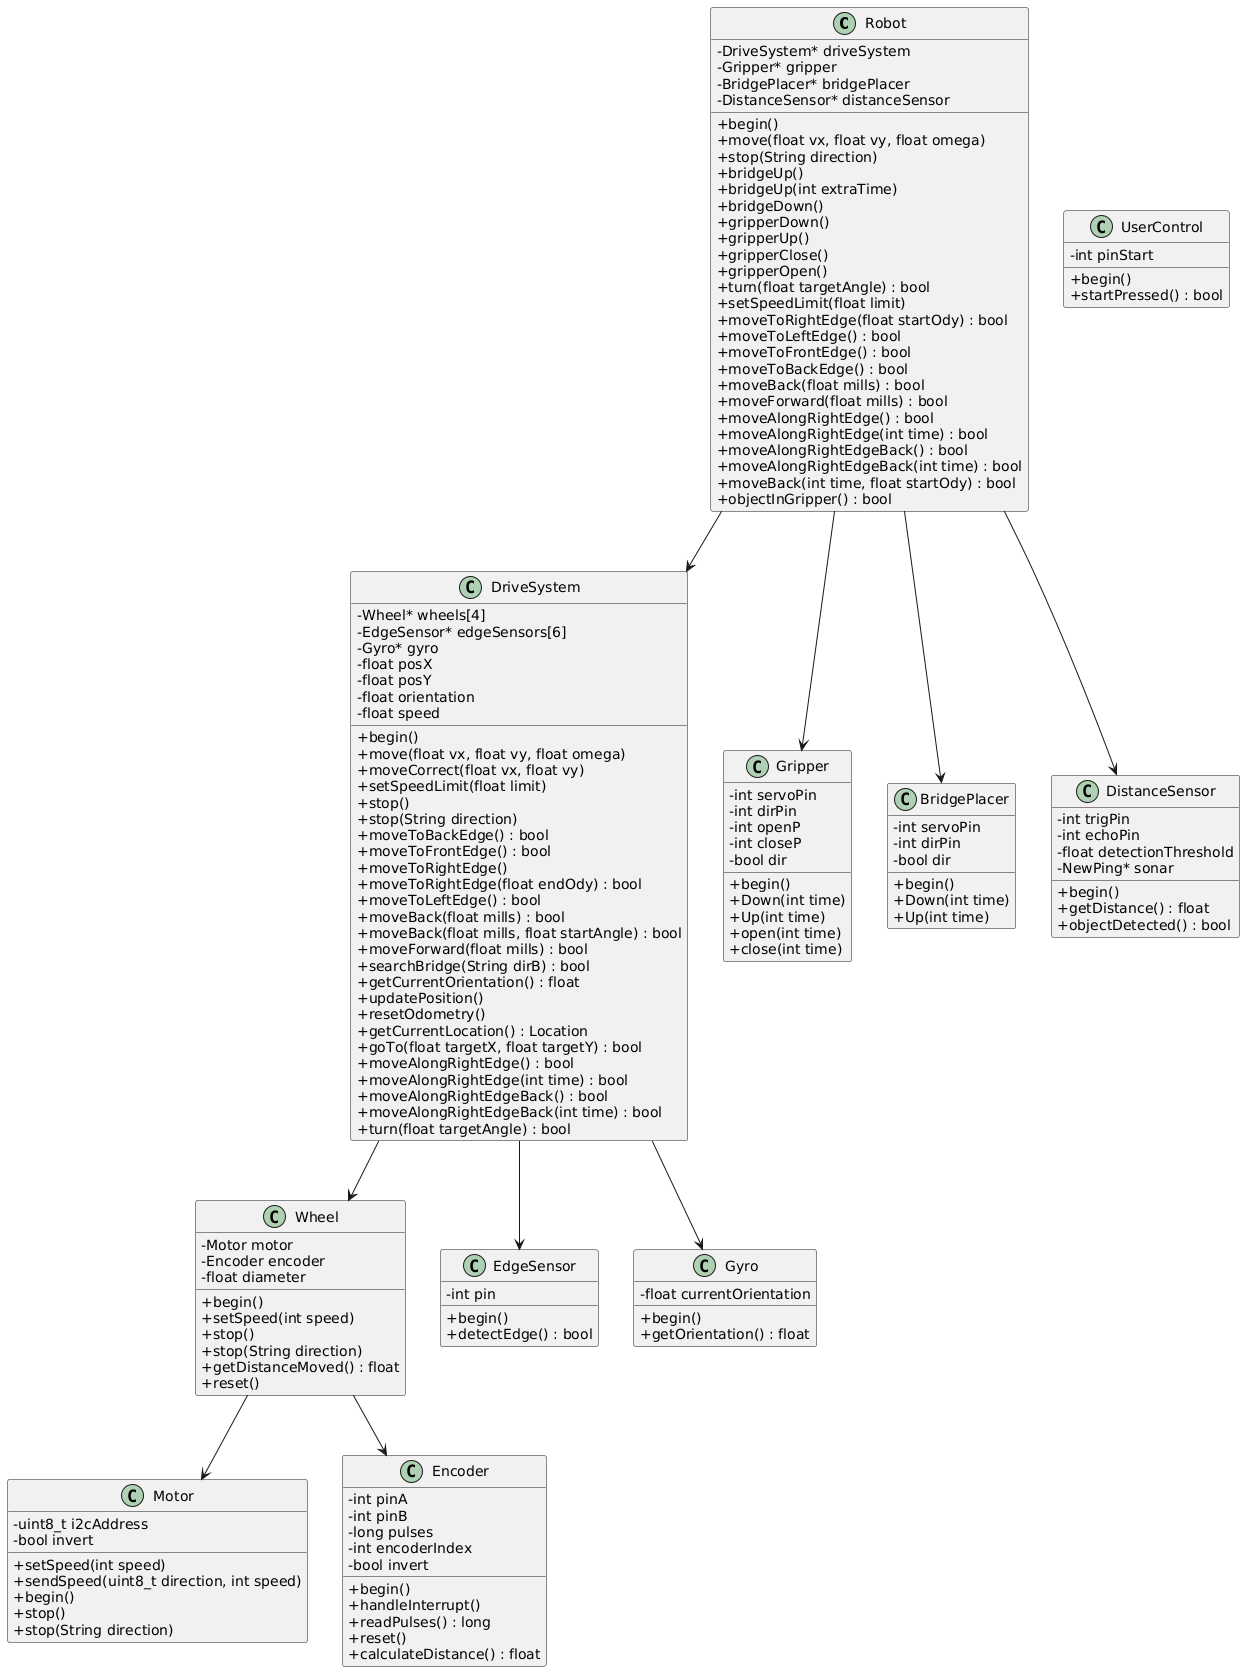 C Robot
-DriveSystem* driveSystem
-Gripper* gripper
-BridgePlacer* bridgePlacer
-DistanceSensor* distanceSensor
+begin()
+move(float vx, float vy, float omega)
+stop(String direction)
+bridgeUp()
+bridgeUp(int extraTime)
+bridgeDown()
+gripperDown()
+gripperUp()
+gripperClose()
+gripperOpen()
+turn(float targetAngle) : bool
+setSpeedLimit(float limit)
+moveToRightEdge(float startOdy) : bool
+moveToLeftEdge() : bool
+moveToFrontEdge() : bool
+moveToBackEdge() : bool
+moveBack(float mills) : bool
+moveForward(float mills) : bool
+moveAlongRightEdge() : bool
+moveAlongRightEdge(int time) : bool
+moveAlongRightEdgeBack() : bool
+moveAlongRightEdgeBack(int time) : bool
+moveBack(int time, float startOdy) : bool
+objectInGripper() : bool
C UserControl
-int pinStart
+begin()
+startPressed() : bool
C DriveSystem
-Wheel* wheels[4]
-EdgeSensor* edgeSensors[6]
-Gyro* gyro
-float posX
-float posY
-float orientation
-float speed
+begin()
+move(float vx, float vy, float omega)
+moveCorrect(float vx, float vy)
+setSpeedLimit(float limit)
+stop()
+stop(String direction)
+moveToBackEdge() : bool
+moveToFrontEdge() : bool
+moveToRightEdge()
+moveToRightEdge(float endOdy) : bool
+moveToLeftEdge() : bool
+moveBack(float mills) : bool
+moveBack(float mills, float startAngle) : bool
+moveForward(float mills) : bool
+searchBridge(String dirB) : bool
+getCurrentOrientation() : float
+updatePosition()
+resetOdometry()
+getCurrentLocation() : Location
+goTo(float targetX, float targetY) : bool
+moveAlongRightEdge() : bool
+moveAlongRightEdge(int time) : bool
+moveAlongRightEdgeBack() : bool
+moveAlongRightEdgeBack(int time) : bool
+turn(float targetAngle) : bool
C Gripper
-int servoPin
-int dirPin
-int openP
-int closeP
-bool dir
+begin()
+Down(int time)
+Up(int time)
+open(int time)
+close(int time)
C BridgePlacer
-int servoPin
-int dirPin
-bool dir
+begin()
+Down(int time)
+Up(int time)
C DistanceSensor
-int trigPin
-int echoPin
-float detectionThreshold
-NewPing* sonar
+begin()
+getDistance() : float
+objectDetected() : bool
C Wheel
-Motor motor
-Encoder encoder
-float diameter
+begin()
+setSpeed(int speed)
+stop()
+stop(String direction)
+getDistanceMoved() : float
+reset()
C EdgeSensor
-int pin
+begin()
+detectEdge() : bool
C Gyro
-float currentOrientation
+begin()
+getOrientation() : float
C Motor
-uint8_t i2cAddress
-bool invert
+setSpeed(int speed)
+sendSpeed(uint8_t direction, int speed)
+begin()
+stop()
+stop(String direction)
C Encoder
-int pinA
-int pinB
-long pulses
-int encoderIndex
-bool invert
+begin()
+handleInterrupt()
+readPulses() : long
+reset()
+calculateDistance() : float